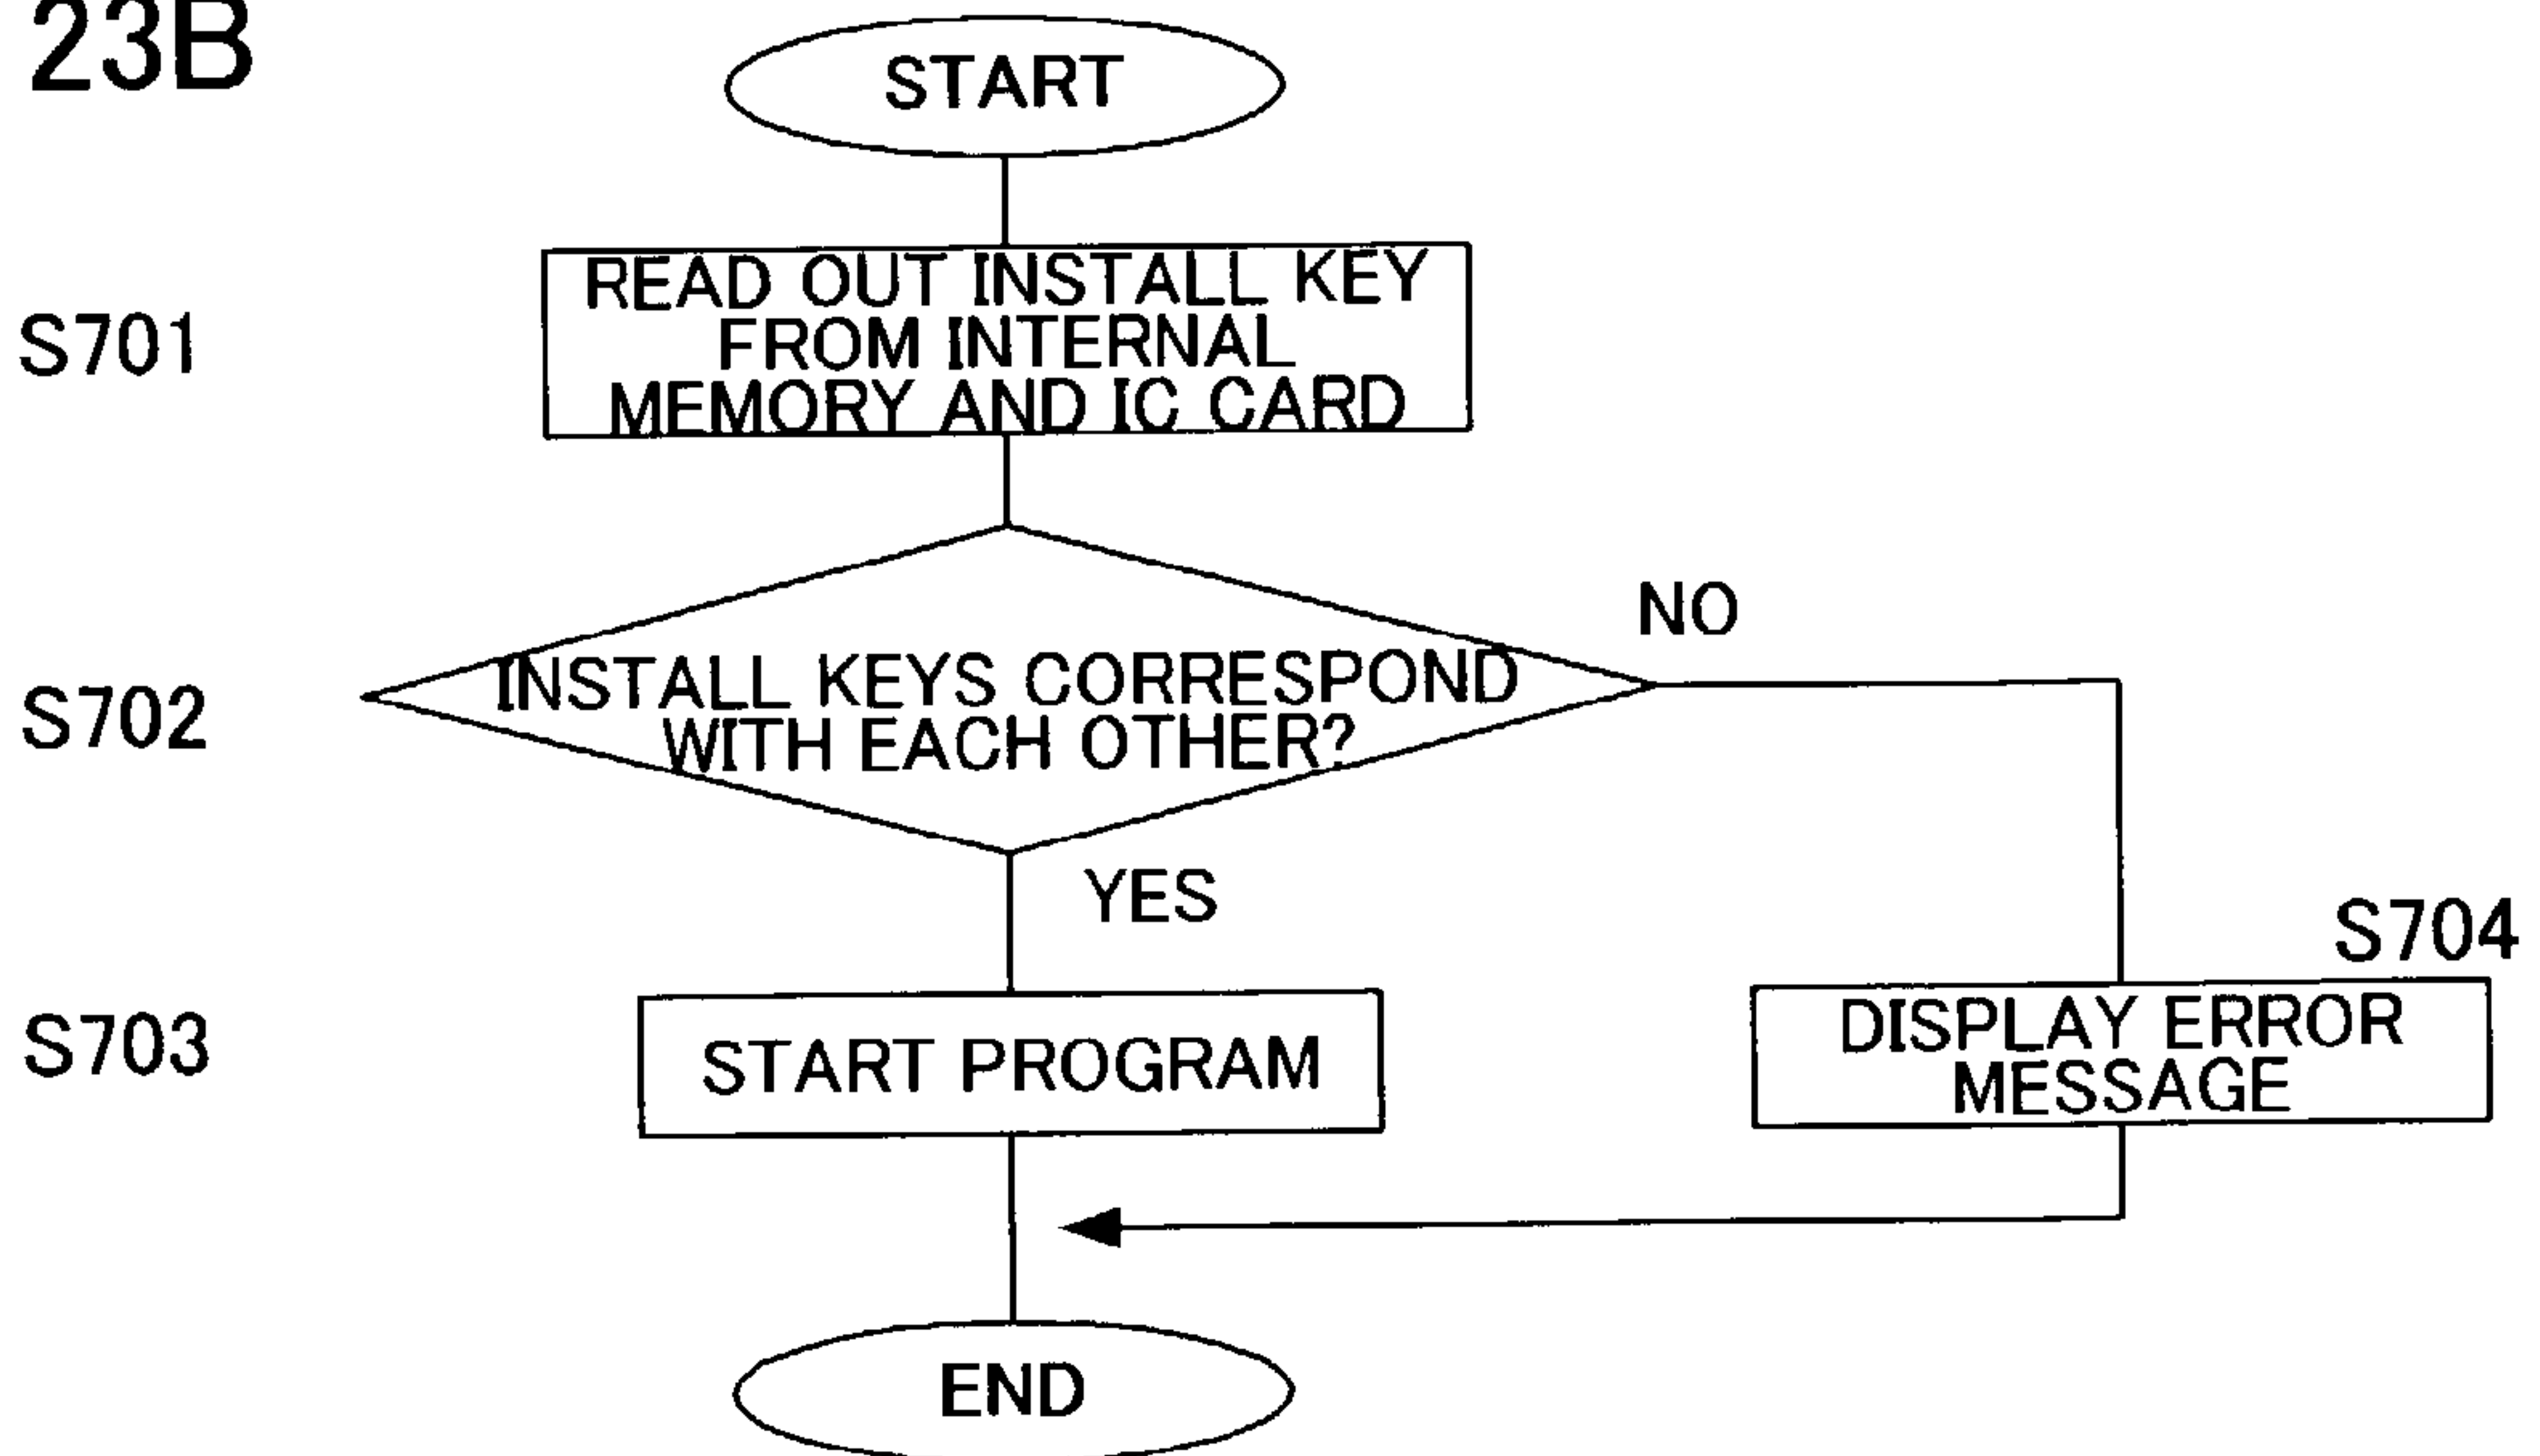 23B
START
S701
READ OUT INSTALL KEY
FROM INTERNAL
MEMORY AND IC CARD
S702
INSTALL KEYS CORRESPOND
WITH EACH OTHER?
NO
YES
S703
START PROGRAM
S704
DISPLAY ERROR
MESSAGE
END